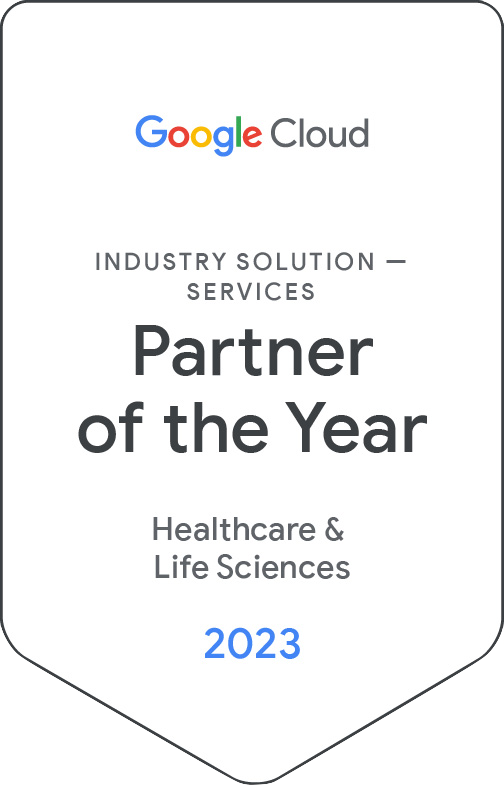 Google Cloud
INDUSTRY SOLUTION —
SERVICES
Partner
of the Year
Healthcare &
Life Sciences
2023